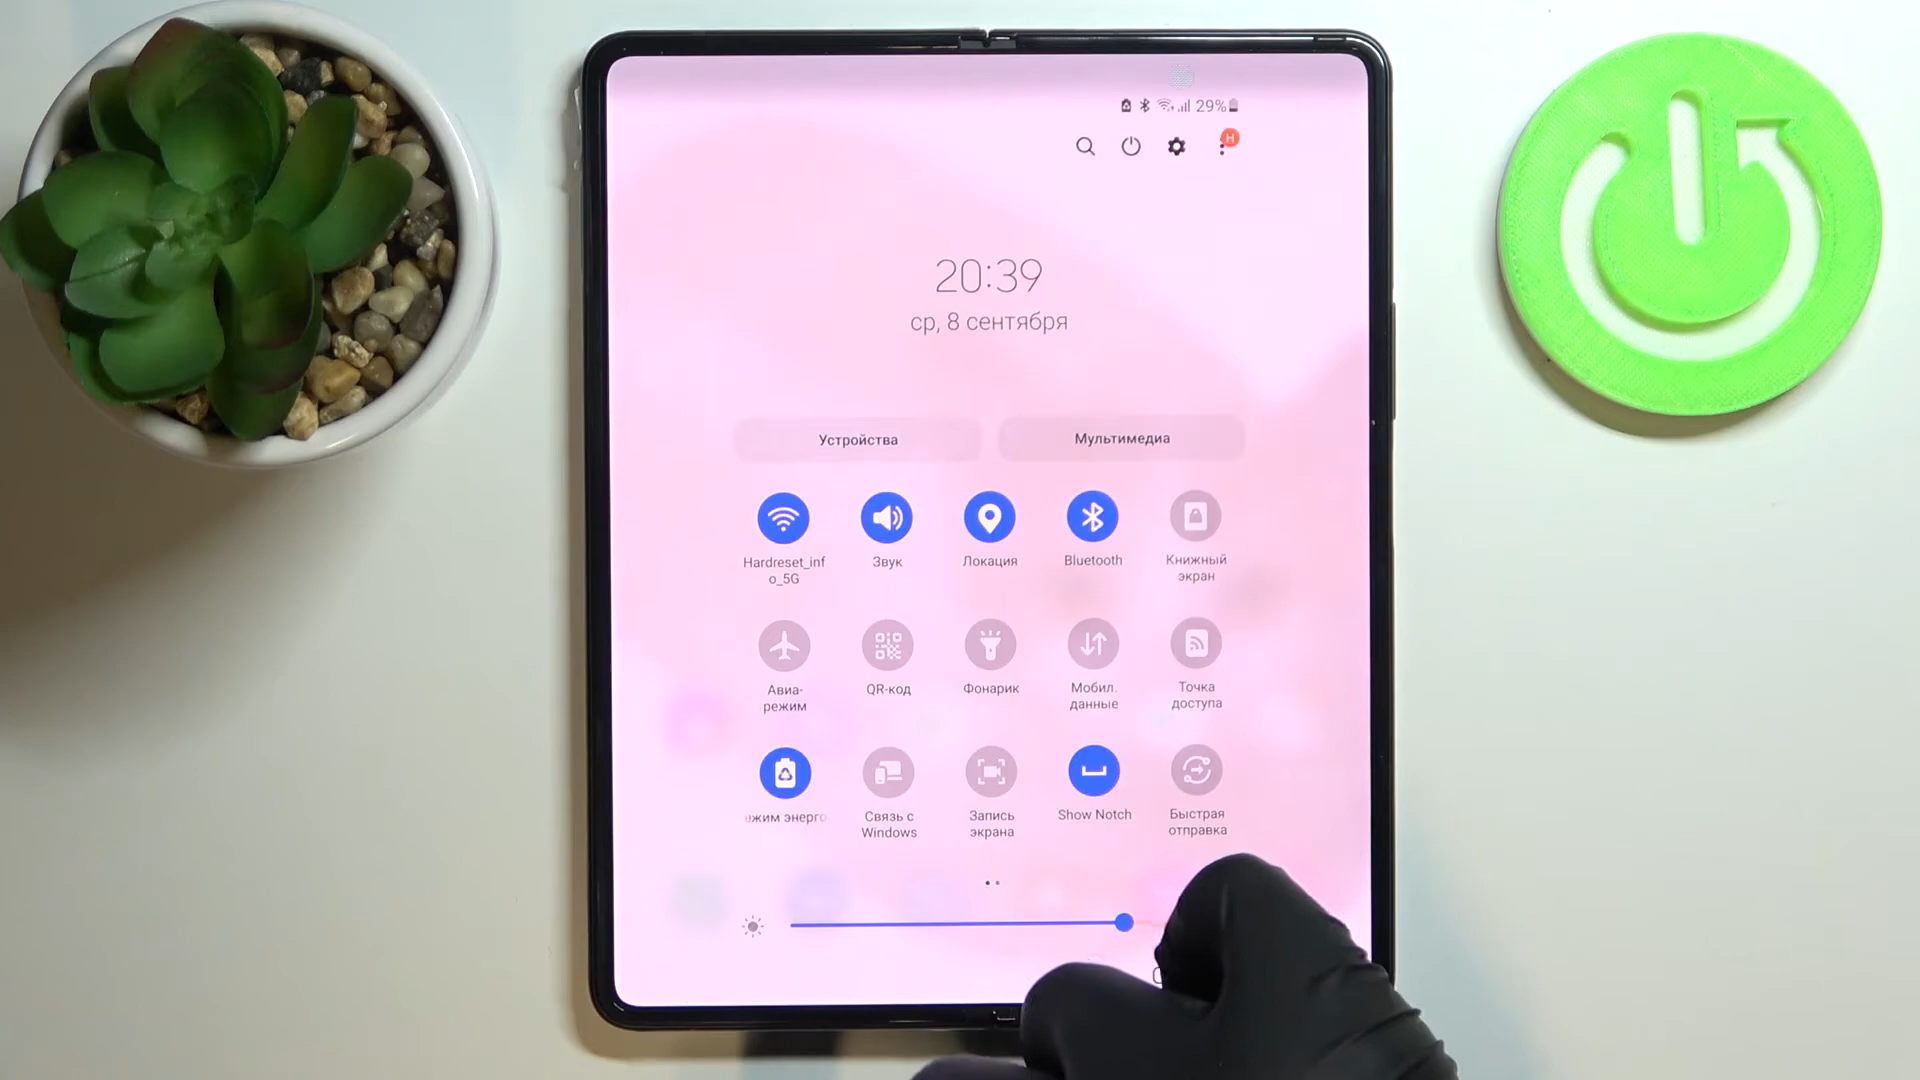 29%
H
20:39
ср, 8 сентября
Устройства
Мультимедиа
Hardreset_inf
o_5G
Звук
Локация
Bluetooth
Книжный
экран
Авиа-
режим
QR-код
Фонарик
Мобил.
данные
Точка
доступа
ежим энерго
Связь с
Windows
Запись
экрана
Show Notch
Быстрая
отправка